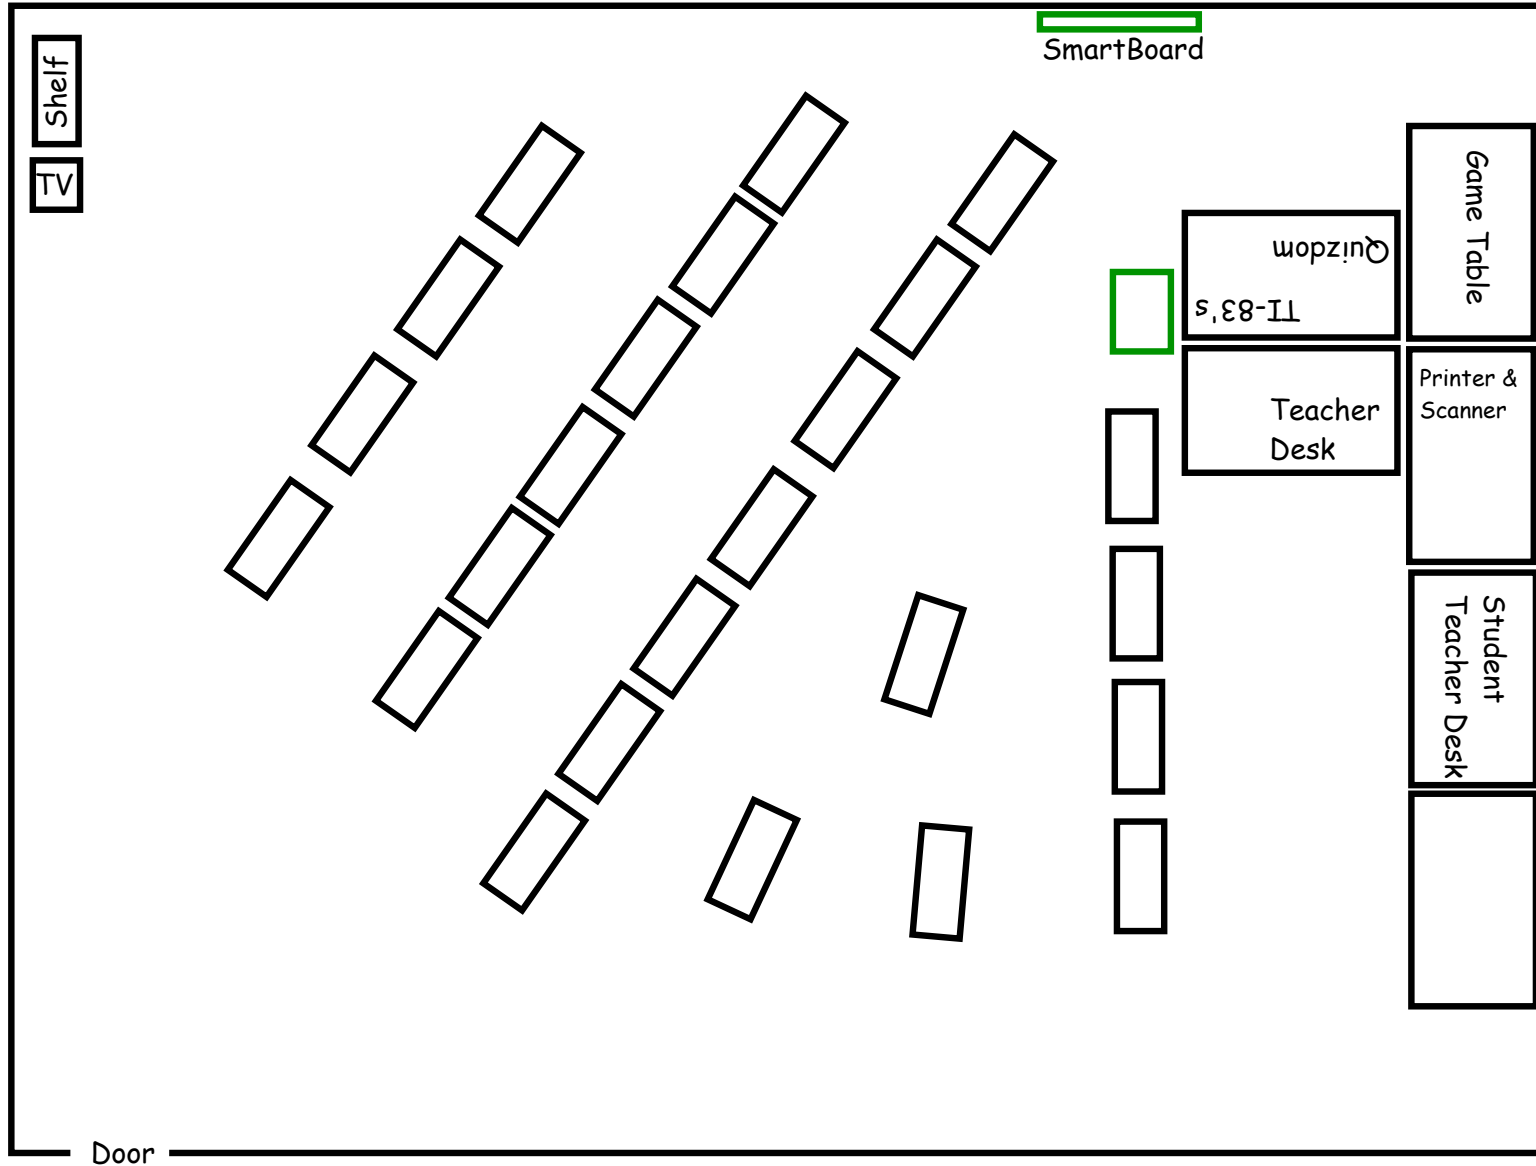 SmartBoard
Shelf
TV
Game Table
Quizdom
TI-83's
Teacher
Desk
Printer &
Scanner
Student
Teacher Desk
Door